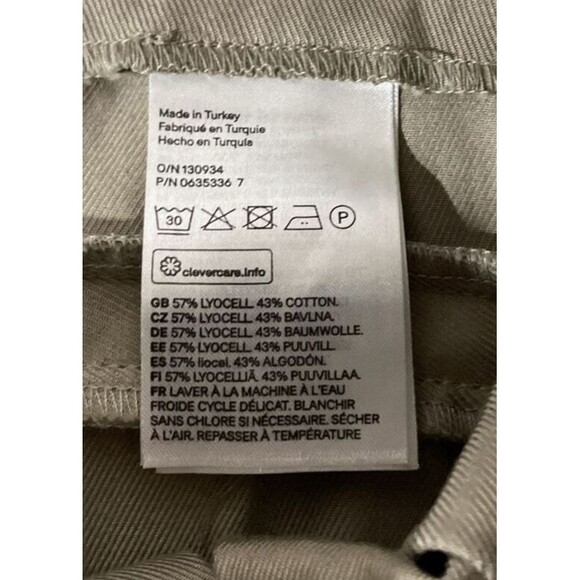 Made in Turkey
Fabriqué en Turquie
Hecho en Turquía
O/N 130934
P/N 0635336 7
30 P
clevercare.info
GB 57% LYOCELL. 43% COTTON.
CZ 57% LYOCELL. 43% BAVLNA.
DE 57% LYOCELL. 43% BAUMWOLLE.
EE 57% LYOCELL. 43% PUUVILL.
ES 57% liocel. 43% ALGODÓN.
FI 57% LYOCELLIÄ. 43% PUUVILLAA.
FR LAVER À LA MACHINE À L'EAU
FROIDE CYCLE DÉLICAT. BLANCHIR
SANS CHLORE SI NÉCESSAIRE. SÉCHER
À L'AIR. REPASSER À TEMPÉRATURE